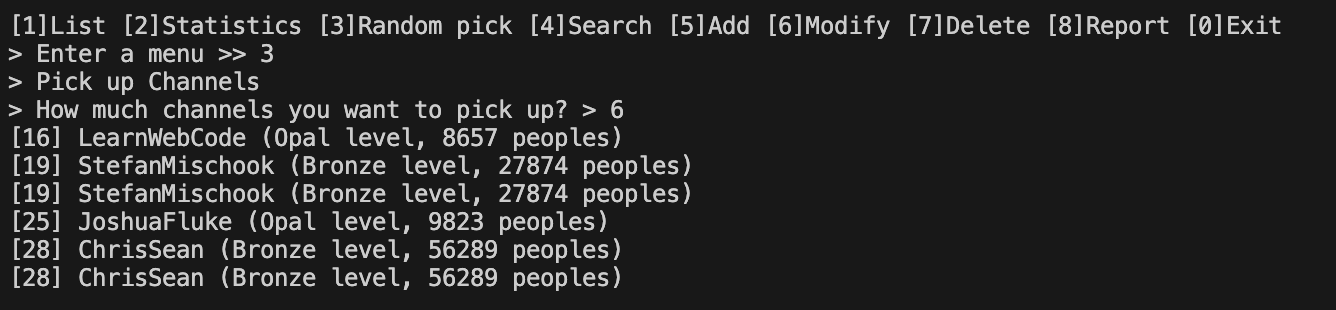 [1]List [2]Statistics [3]Random pick [4]Search [5]Add [6]Modify [7]Delete [8]Report [0]Exit
> Enter a menu >> 3
> Pick up Channels
> How much channels you want to pick up? > 6
[16] LearnWebCode (Opal level, 8657 peoples)
[19] StefanMischook (Bronze level, 27874 peoples)
[19] StefanMischook (Bronze level, 27874 peoples)
[25] JoshuaFluke (Opal level, 9823 peoples)
[28] ChrisSean (Bronze level, 56289 peoples)
[28] ChrisSean (Bronze level, 56289 peoples)